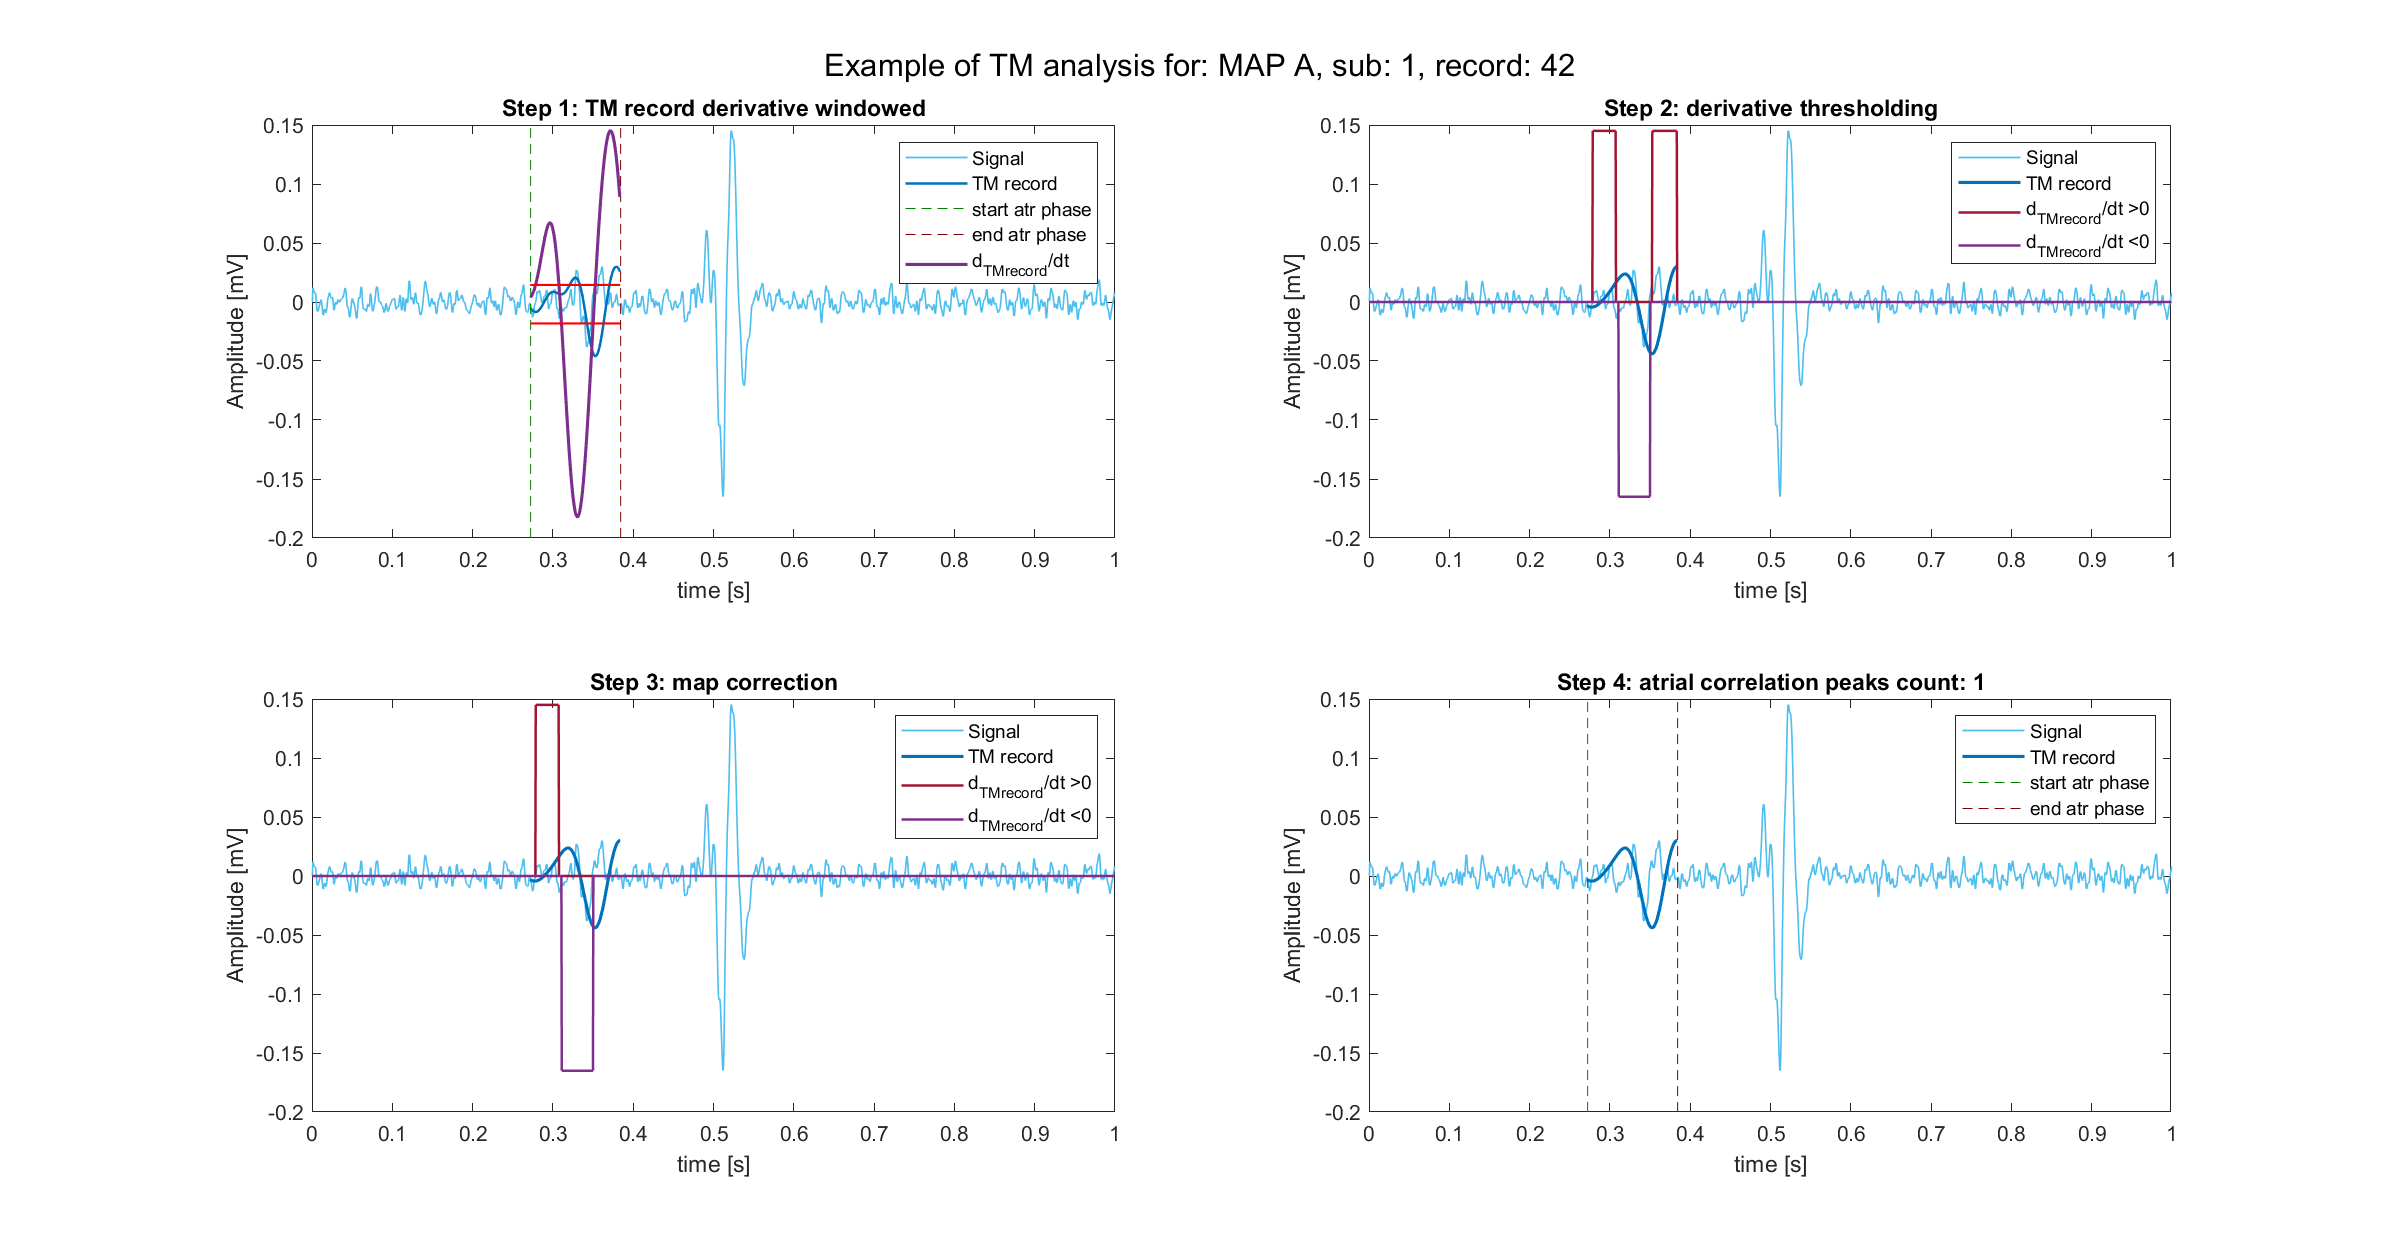 Example of TM analysis for: MAP A, sub: 1, record: 42
Step 1: TM record derivative windowed
0.15
0.1
0.05
0
-0.05
-0.1
-0.15
-0.2
Amplitude [mV]
0 0.1 0.2 0.3 0.4 0.5 0.6 0.7 0.8 0.9 1
time [s]
Signal
TM record
start atr phase
end atr phase
dTMrecord/dt
Step 2: derivative thresholding
0.15
0.1
0.05
0
-0.05
-0.1
-0.15
-0.2
Amplitude [mV]
0 0.1 0.2 0.3 0.4 0.5 0.6 0.7 0.8 0.9 1
time [s]
Signal
TM record
dTMrecord/dt >0
dTMrecord/dt <0
Step 3: map correction
0.15
0.1
0.05
0
-0.05
-0.1
-0.15
-0.2
Amplitude [mV]
0 0.1 0.2 0.3 0.4 0.5 0.6 0.7 0.8 0.9 1
time [s]
Signal
TM record
dTMrecord/dt >0
dTMrecord/dt <0
Step 4: atrial correlation peaks count: 1
0.15
0.1
0.05
0
-0.05
-0.1
-0.15
-0.2
Amplitude [mV]
0 0.1 0.2 0.3 0.4 0.5 0.6 0.7 0.8 0.9 1
time [s]
Signal
TM record
start atr phase
end atr phase